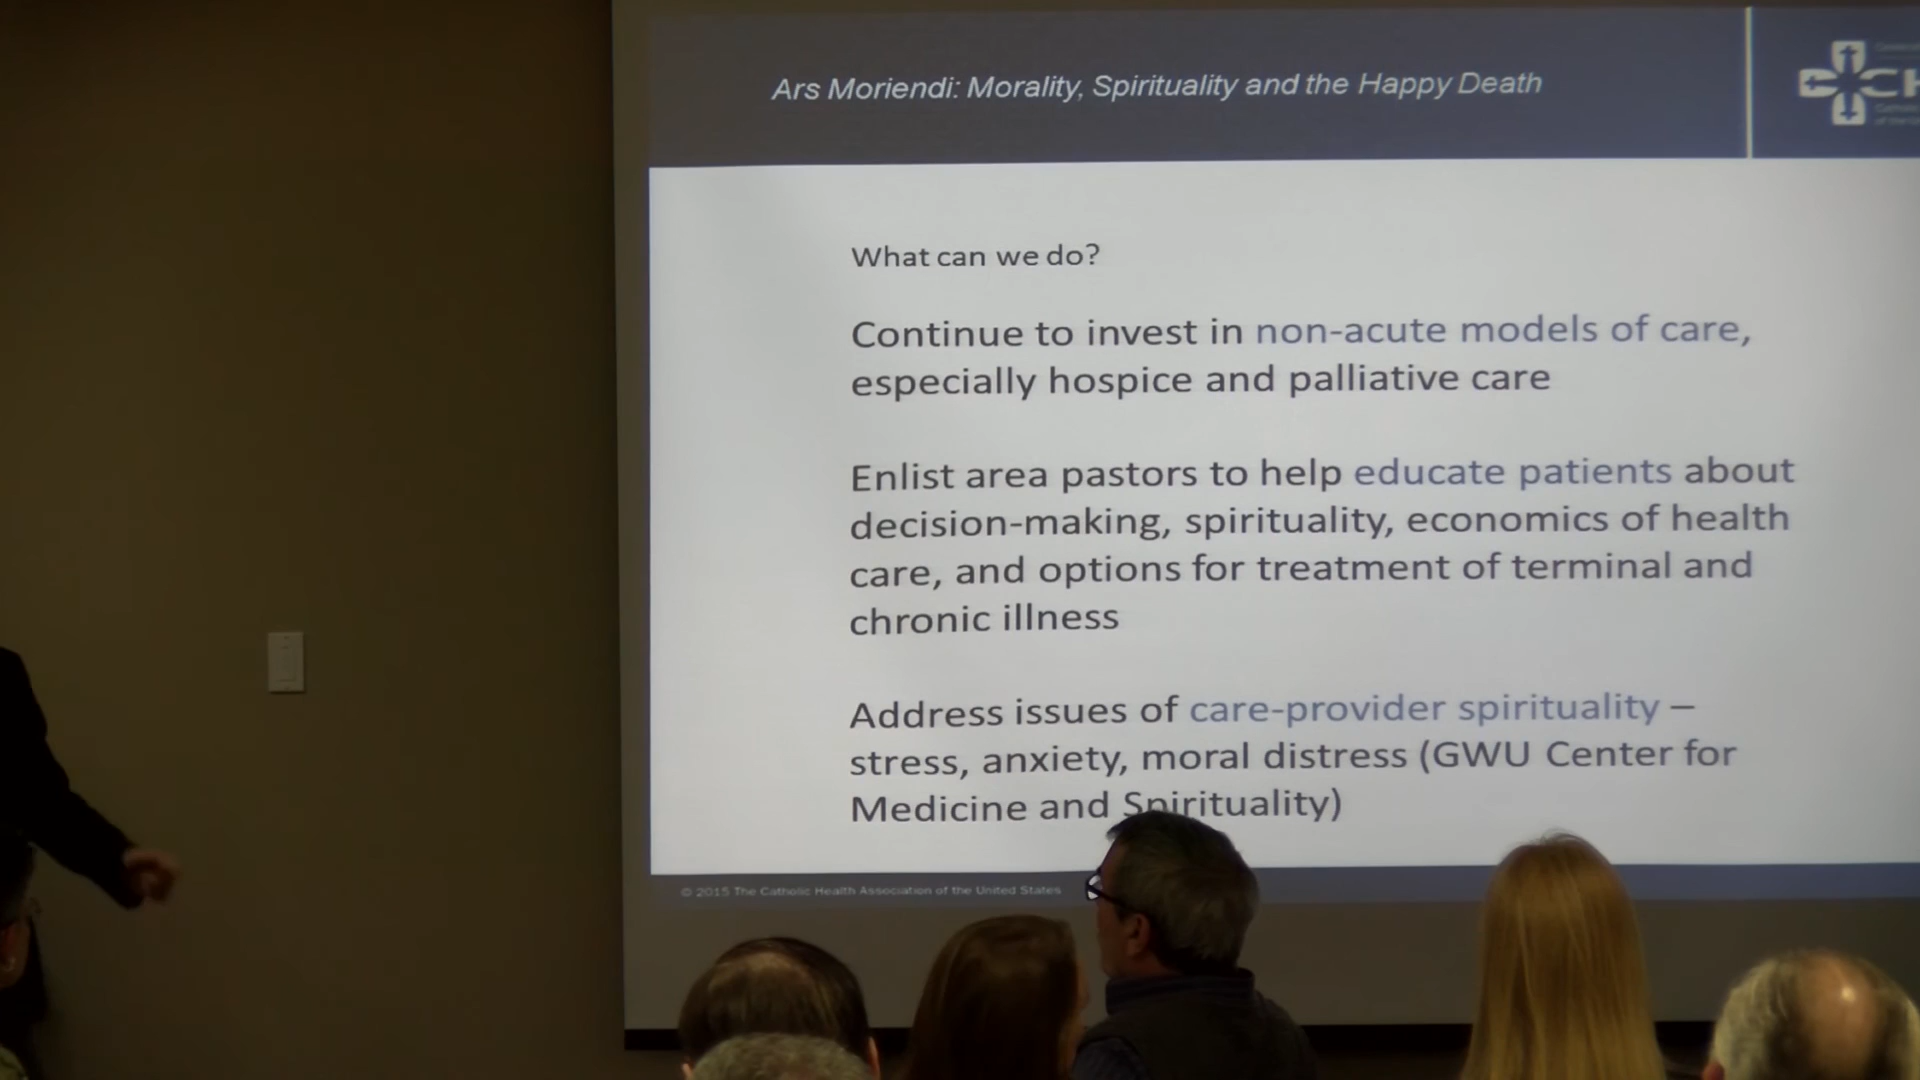 Ars Moriendi: Morality, Spirituality and the Happy Death
CH
What can we do?
Continue to invest in non-acute models of care,
especially hospice and palliative care
Enlist area pastors to help educate patients about
decision-making, spirituality, economics of health
care, and options for treatment of terminal and
chronic illness
Address issues of care-provider spirituality –
stress, anxiety, moral distress (GWU Center for
Medicine and Spirituality)
© 2015 The Catholic Health Association of the United States